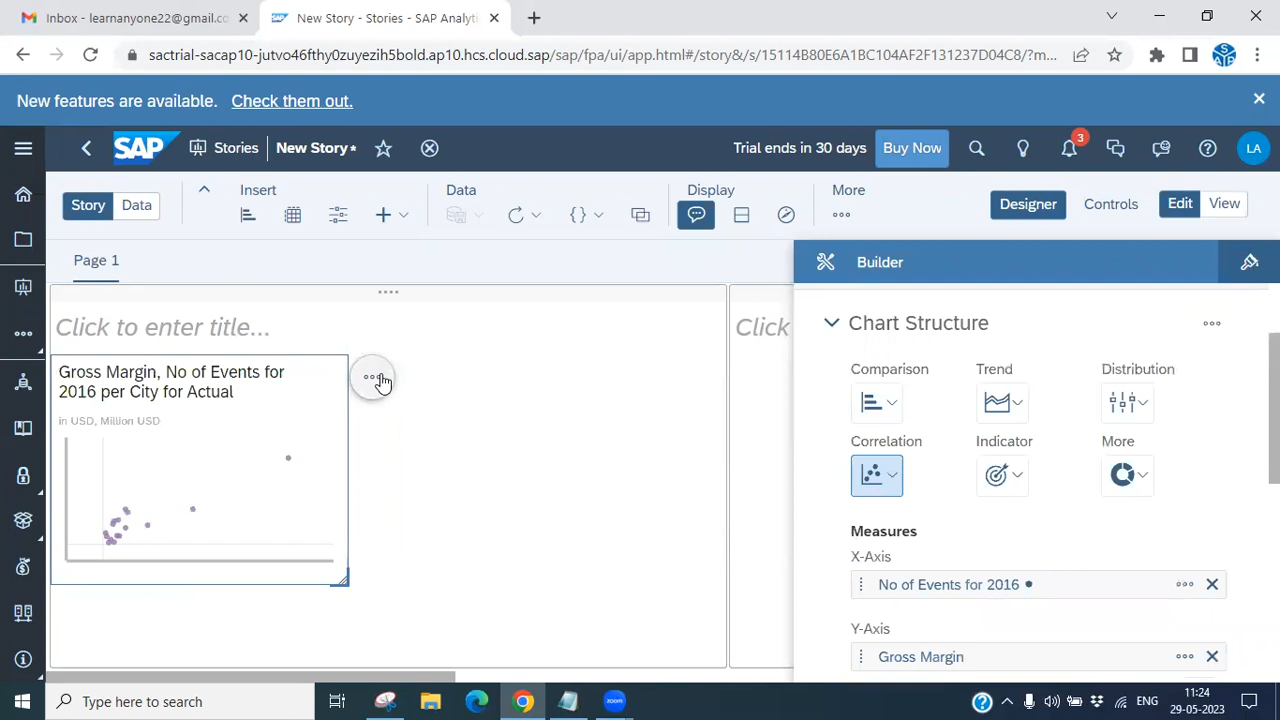 Inbox - learnanyone22@gmail.co
New Story - Stories - SAP Analyti
sactrial-sacap10-jutvo46fthy0zuyezih5bold.ap10.hcs.cloud.sap/sap/fpa/ui/app.html#/story&/s/15114B80E6A1BC104AF2F131237D04C8/?m...
New features are available. Check them out.
SAP Stories New Story* Trial ends in 30 days Buy Now 3 LA
Insert Data Display More
Story Data Designer Controls Edit View
Page 1 Builder
Click to enter title... Click
Chart Structure
Gross Margin, No of Events for
2016 per City for Actual
in USD, Million USD
Comparison Trend Distribution
Correlation Indicator More
Measures
X-Axis
No of Events for 2016
Y-Axis
Gross Margin
Type here to search
zoom
ENG
11:24
29-05-2023